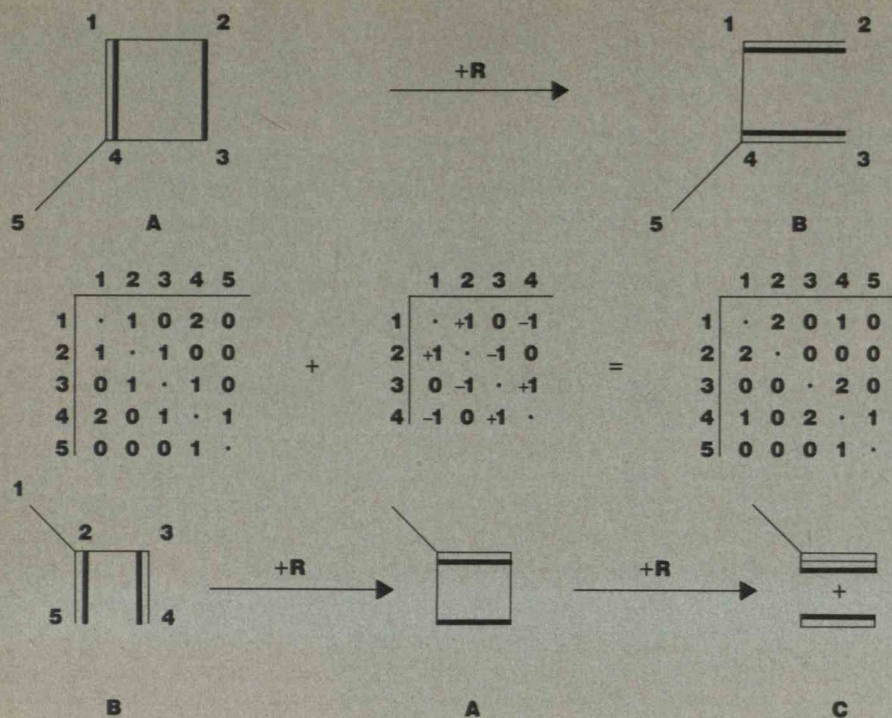 1 2 1 2
+R
4 3 4 3
5 A 5 B
1 2 3 4 5 1 2 3 4 1 2 3 4 5
1 · 1 0 2 0 1 · +1 0 -1 1 · 2 0 1 0
2 1 · 1 0 0 2 +1 · -1 0 2 2 · 0 0 0
3 0 1 · 1 0 + 3 0 -1 · +1 = 3 0 0 · 2 0
4 2 0 1 · 1 4 -1 0 +1 · 4 1 0 2 · 1
5 0 0 0 1 · 5 0 0 0 1 ·
1
2 3
+R +R
5 4 +
B A C